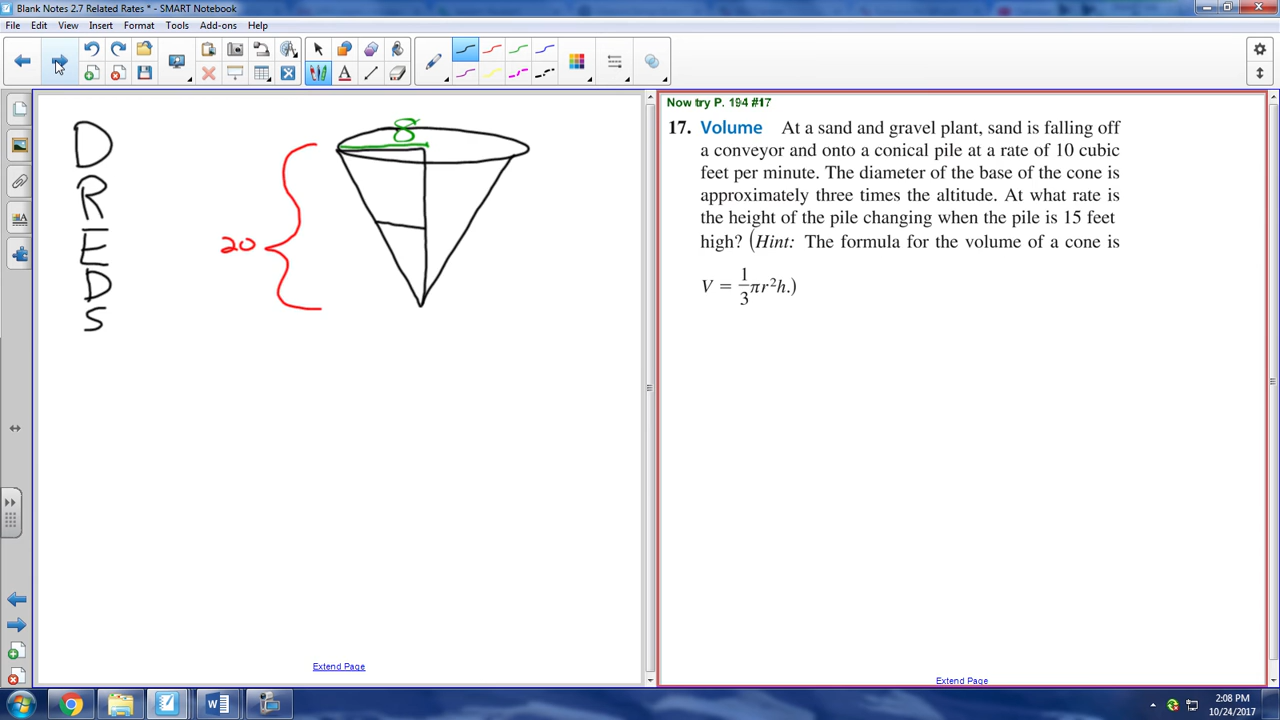 Blank Notes 2.7 Related Rates * - SMART Notebook
File Edit View Insert Format Tools Add-ons Help
D
R
E
D
S
8
20
Extend Page
Now try P. 194 #17
17. Volume At a sand and gravel plant, sand is falling off
a conveyor and onto a conical pile at a rate of 10 cubic
feet per minute. The diameter of the base of the cone is
approximately three times the altitude. At what rate is
the height of the pile changing when the pile is 15 feet
high? (Hint: The formula for the volume of a cone is
V = 1/3 πr²h.)
Extend Page
2:08 PM
10/24/2017